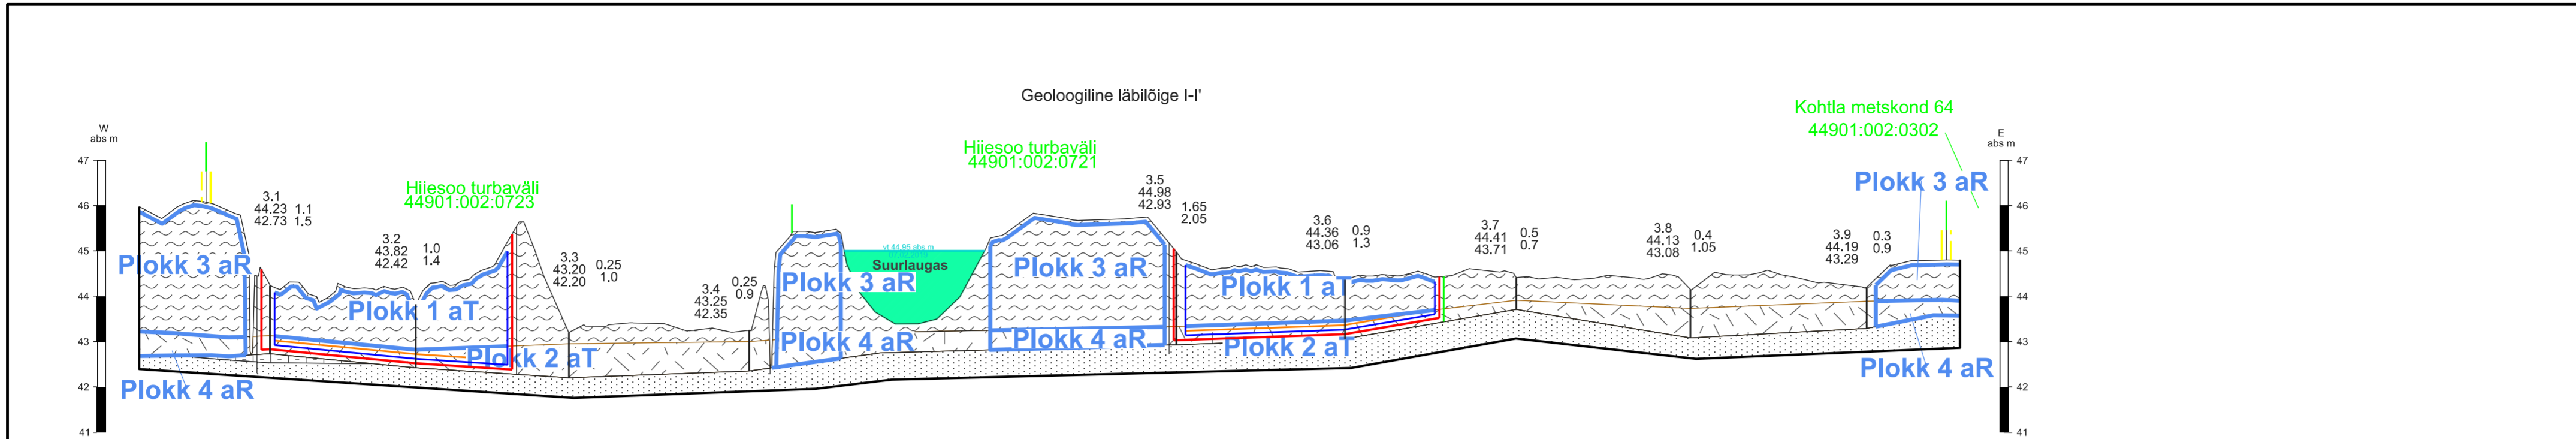 Geoloogiline läbilõige I-I'
Kohtla metskond 64
44901:002:0302
W
abs m
E
abs m
Hiiesoo turbaväli
44901:002:0721
Hiiesoo turbaväli
44901:002:0723
47
46
45
44
43
42
41
3.1
44.23 1.1
42.73 1.5
3.2
43.82 1.0
42.42 1.4
3.3
43.20 0.25
42.20 1.0
3.4 0.25
43.25 0.9
42.35
3.5
44.98
42.93
1.65
2.05
3.6
44.36 0.9
43.06 1.3
3.7
44.41 0.5
43.71 0.7
3.8
44.13 0.4
43.08 1.05
3.9 0.3
44.19 0.9
43.29
Plokk 3 aR
Plokk 4 aR
Plokk 1 aT
Plokk 2 aT
Plokk 3 aR
Plokk 4 aR
vt 44,95 abs m
Suurlaugas
Plokk 3 aR
Plokk 4 aR
Plokk 1 aT
Plokk 2 aT
Plokk 3 aR
Plokk 4 aR
47
46
45
44
43
42
41